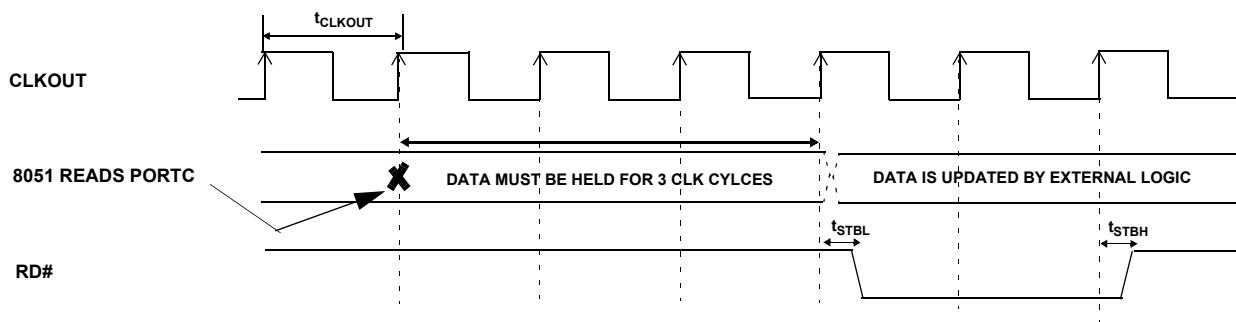 tCLKOUT
CLKOUT
8051 READS PORTC
DATA MUST BE HELD FOR 3 CLK CYLCES
DATA IS UPDATED BY EXTERNAL LOGIC
tSTBL
tSTBH
RD#